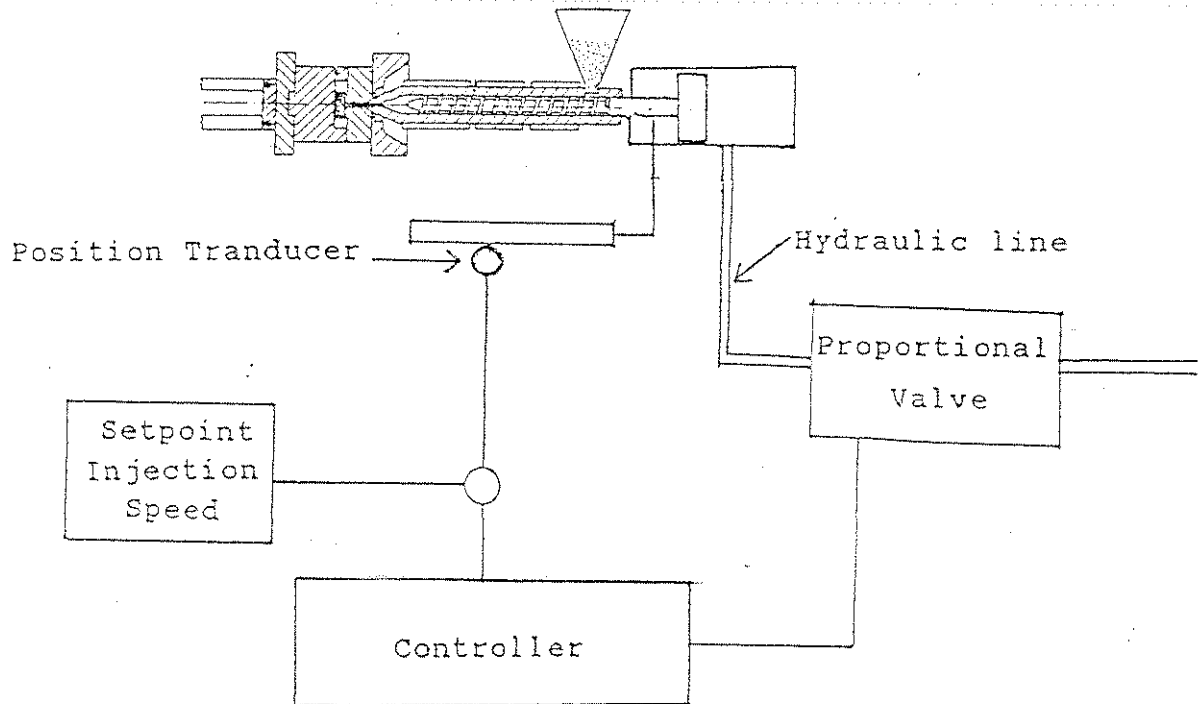 Position Tranducer
Hydraulic line
Proportional
Valve
Setpoint
Injection
Speed
Controller